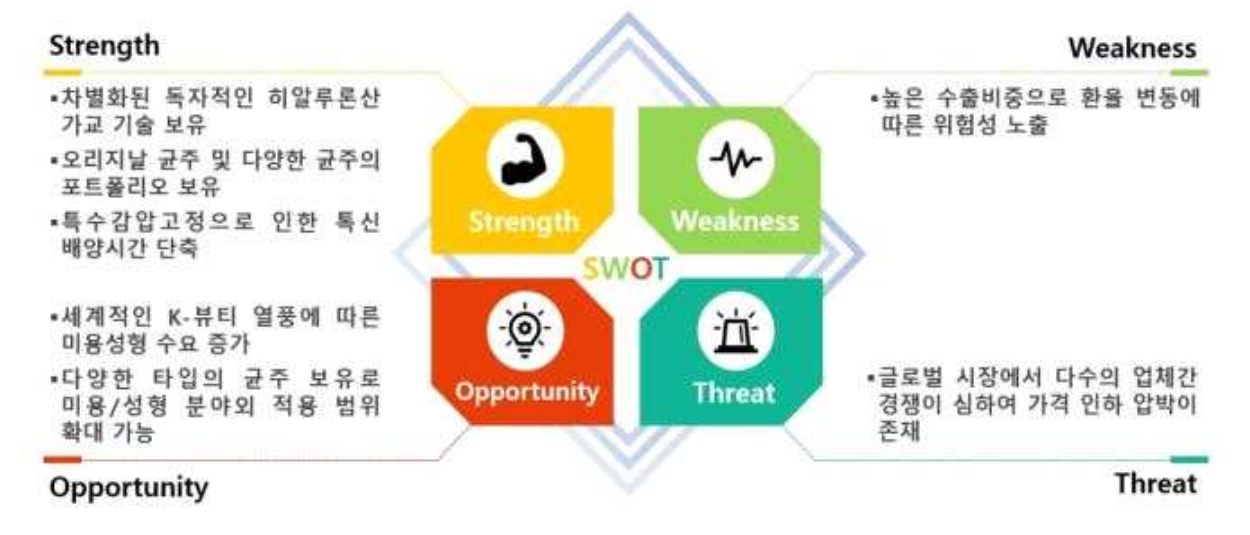 Strength
▪차별화된 독자적인 히알루론산
가교 기술 보유
▪오리지날 균주 및 다양한 균주의
포트폴리오 보유
▪특수감압고정으로 인한 톡신
배양시간 단축
Weakness
▪높은 수출비중으로 환율 변동에
따른 위험성 노출
Strength
Weakness
SWOT
Opportunity
Threat
▪세계적인 K-뷰티 열풍에 따른
미용성형 수요 증가
▪다양한 타입의 균주 보유로
미용/성형 분야외 적용 범위
확대 가능
Opportunity
▪글로벌 시장에서 다수의 업체간
경쟁이 심하여 가격 인하 압박이
존재
Threat